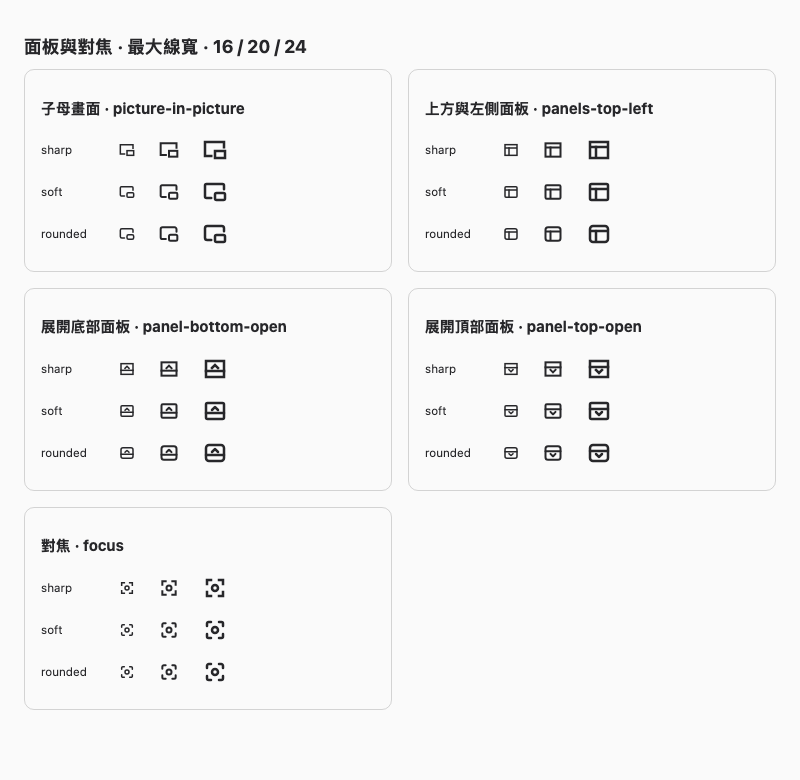 面板與對焦 · 最大線寬 · 16 / 20 / 24
子母畫面 · picture-in-picture
sharp
soft
rounded
上方與左側面板 · panels-top-left
sharp
soft
rounded
展開底部面板 · panel-bottom-open
sharp
soft
rounded
展開頂部面板 · panel-top-open
sharp
soft
rounded
對焦 · focus
sharp
soft
rounded